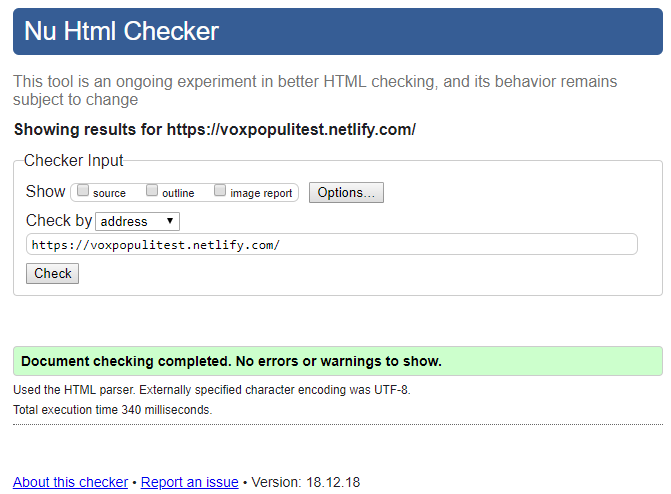 Nu Html Checker
This tool is an ongoing experiment in better HTML checking, and its behavior remains
subject to change
Showing results for https://voxpopulitest.netlify.com/
Checker Input
Show source outline image report Options...
Check by address
https://voxpopulitest.netlify.com/
Check
Document checking completed. No errors or warnings to show.
Used the HTML parser. Externally specified character encoding was UTF-8.
Total execution time 340 milliseconds.
About this checker • Report an issue • Version: 18.12.18